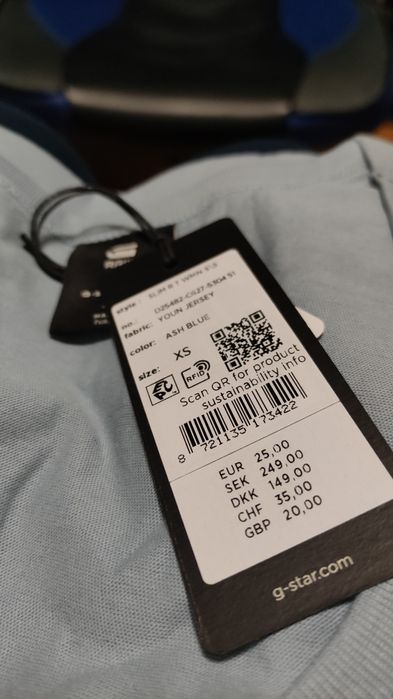 style : SLIM R T WMN S\S
no.: D25482-C627-5304 S1
fabric: YOUN JERSEY
color: ASH BLUE
size: XS
RFID
Scan QR for product
sustainability info
8 721135 173422
EUR 25,00
SEK 249,00
DKK 149,00
CHF 35,00
GBP 20,00
g-star.com